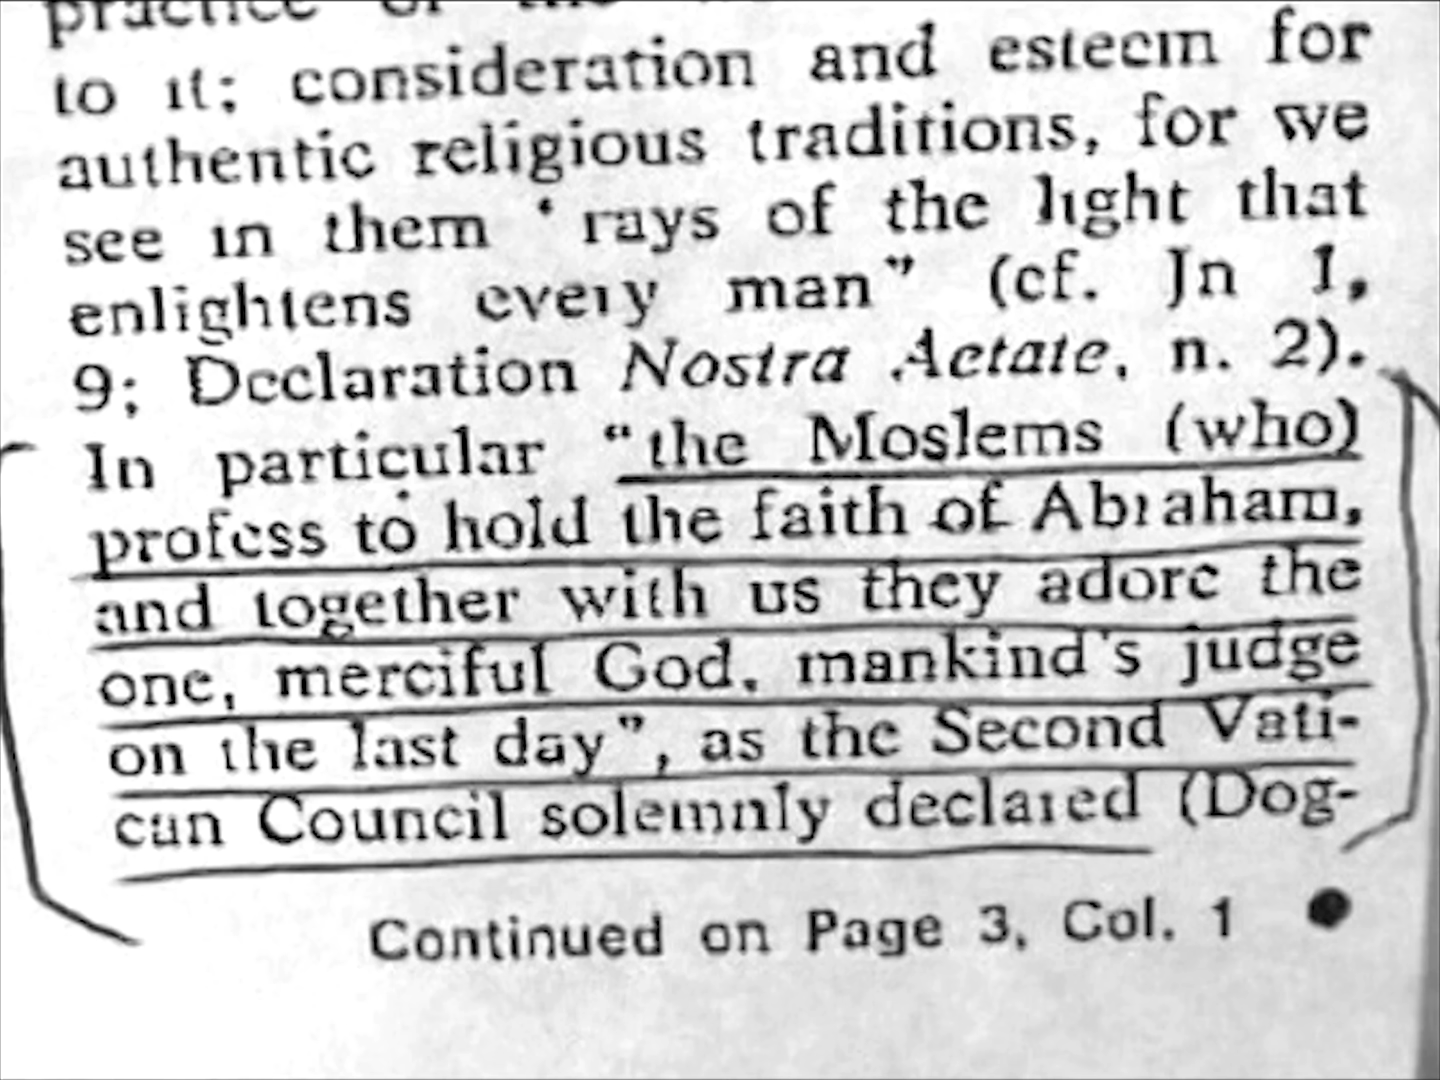 practice of the
to it; consideration and esteem for
authentic religious traditions, for we
see in them ‘ rays of the light that
enlightens every man” (cf. Jn 1,
9; Declaration Nostra Aetate, n. 2).
In particular “the Moslems (who)
profess to hold the faith of Abraham,
and together with us they adore the
one, merciful God, mankind's judge
on the last day”, as the Second Vati-
can Council solemnly declared (Dog-
Continued on Page 3, Col. 1